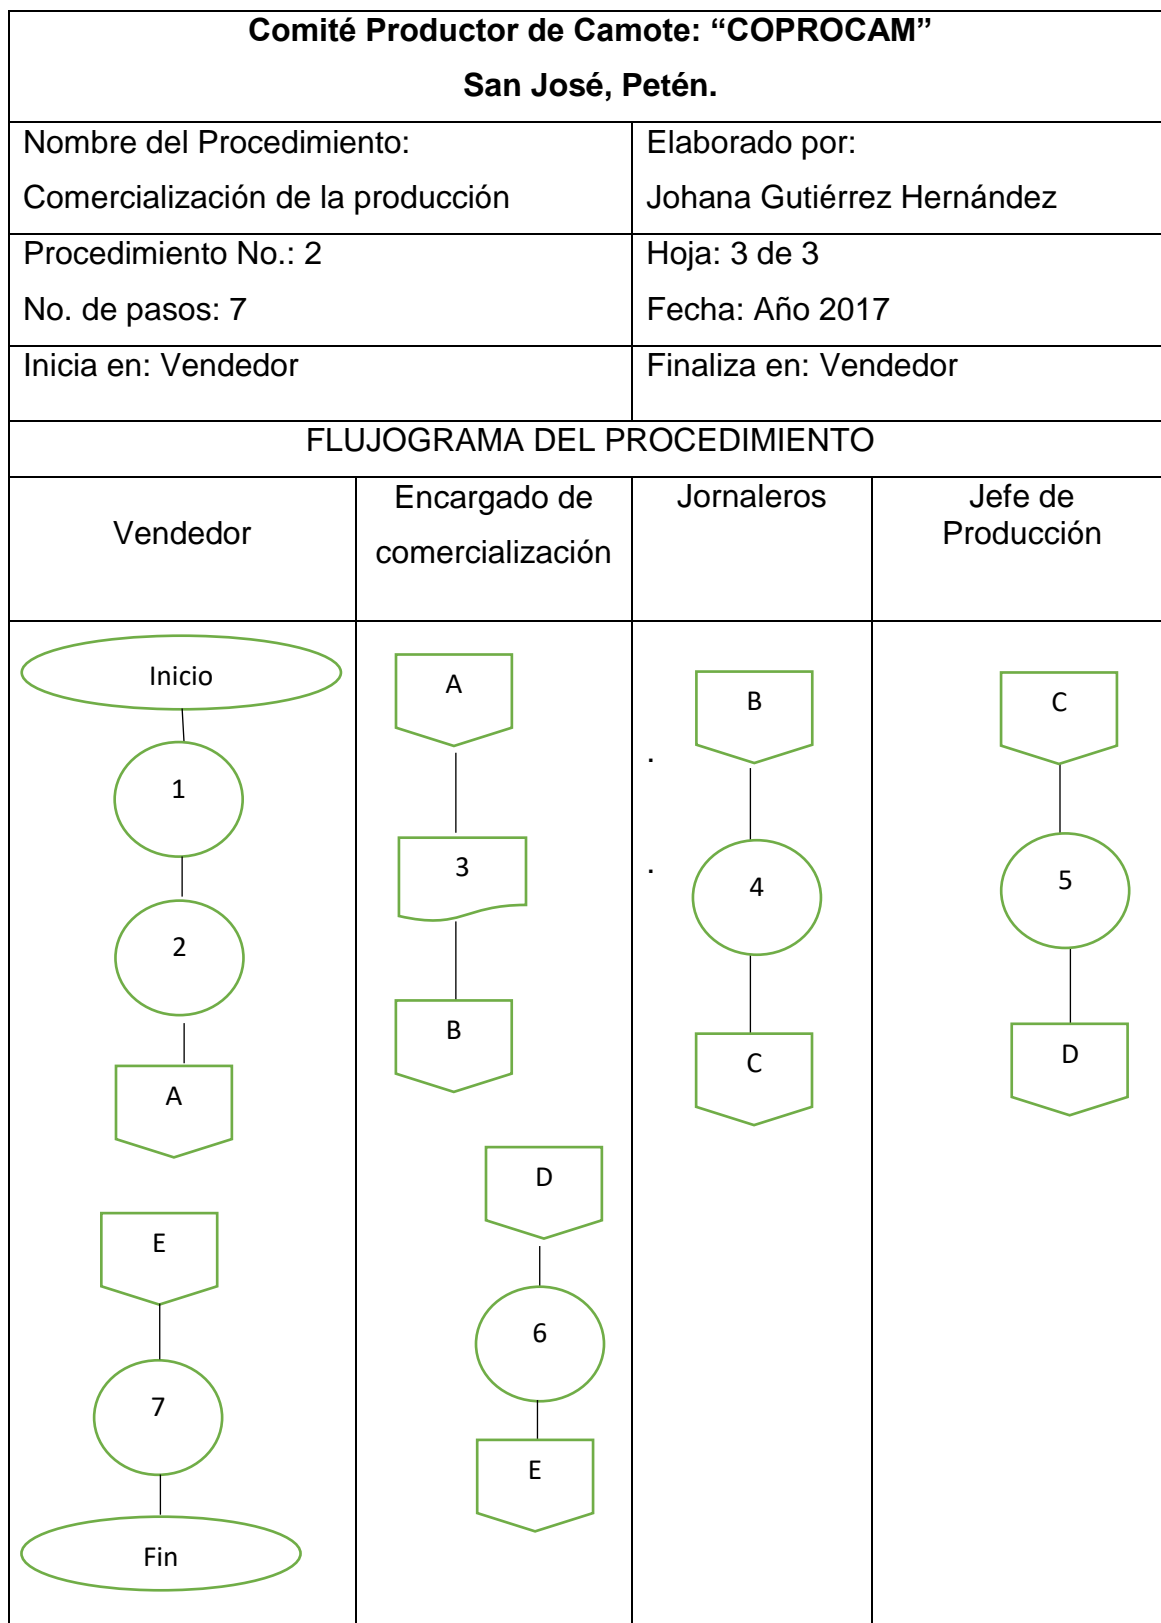 Comité Productor de Camote: “COPROCAM”
San José, Petén.
Nombre del Procedimiento:
Comercialización de la producción
Elaborado por:
Johana Gutiérrez Hernández
Procedimiento No.: 2
No. de pasos: 7
Hoja: 3 de 3
Fecha: Año 2017
Inicia en: Vendedor
Finaliza en: Vendedor
FLUJOGRAMA DEL PROCEDIMIENTO
Vendedor
Encargado de
comercialización
Jornaleros
Jefe de
Producción
Inicio
1
2
A
E
7
Fin
A
3
B
D
6
E
.
.
B
4
C
C
5
D